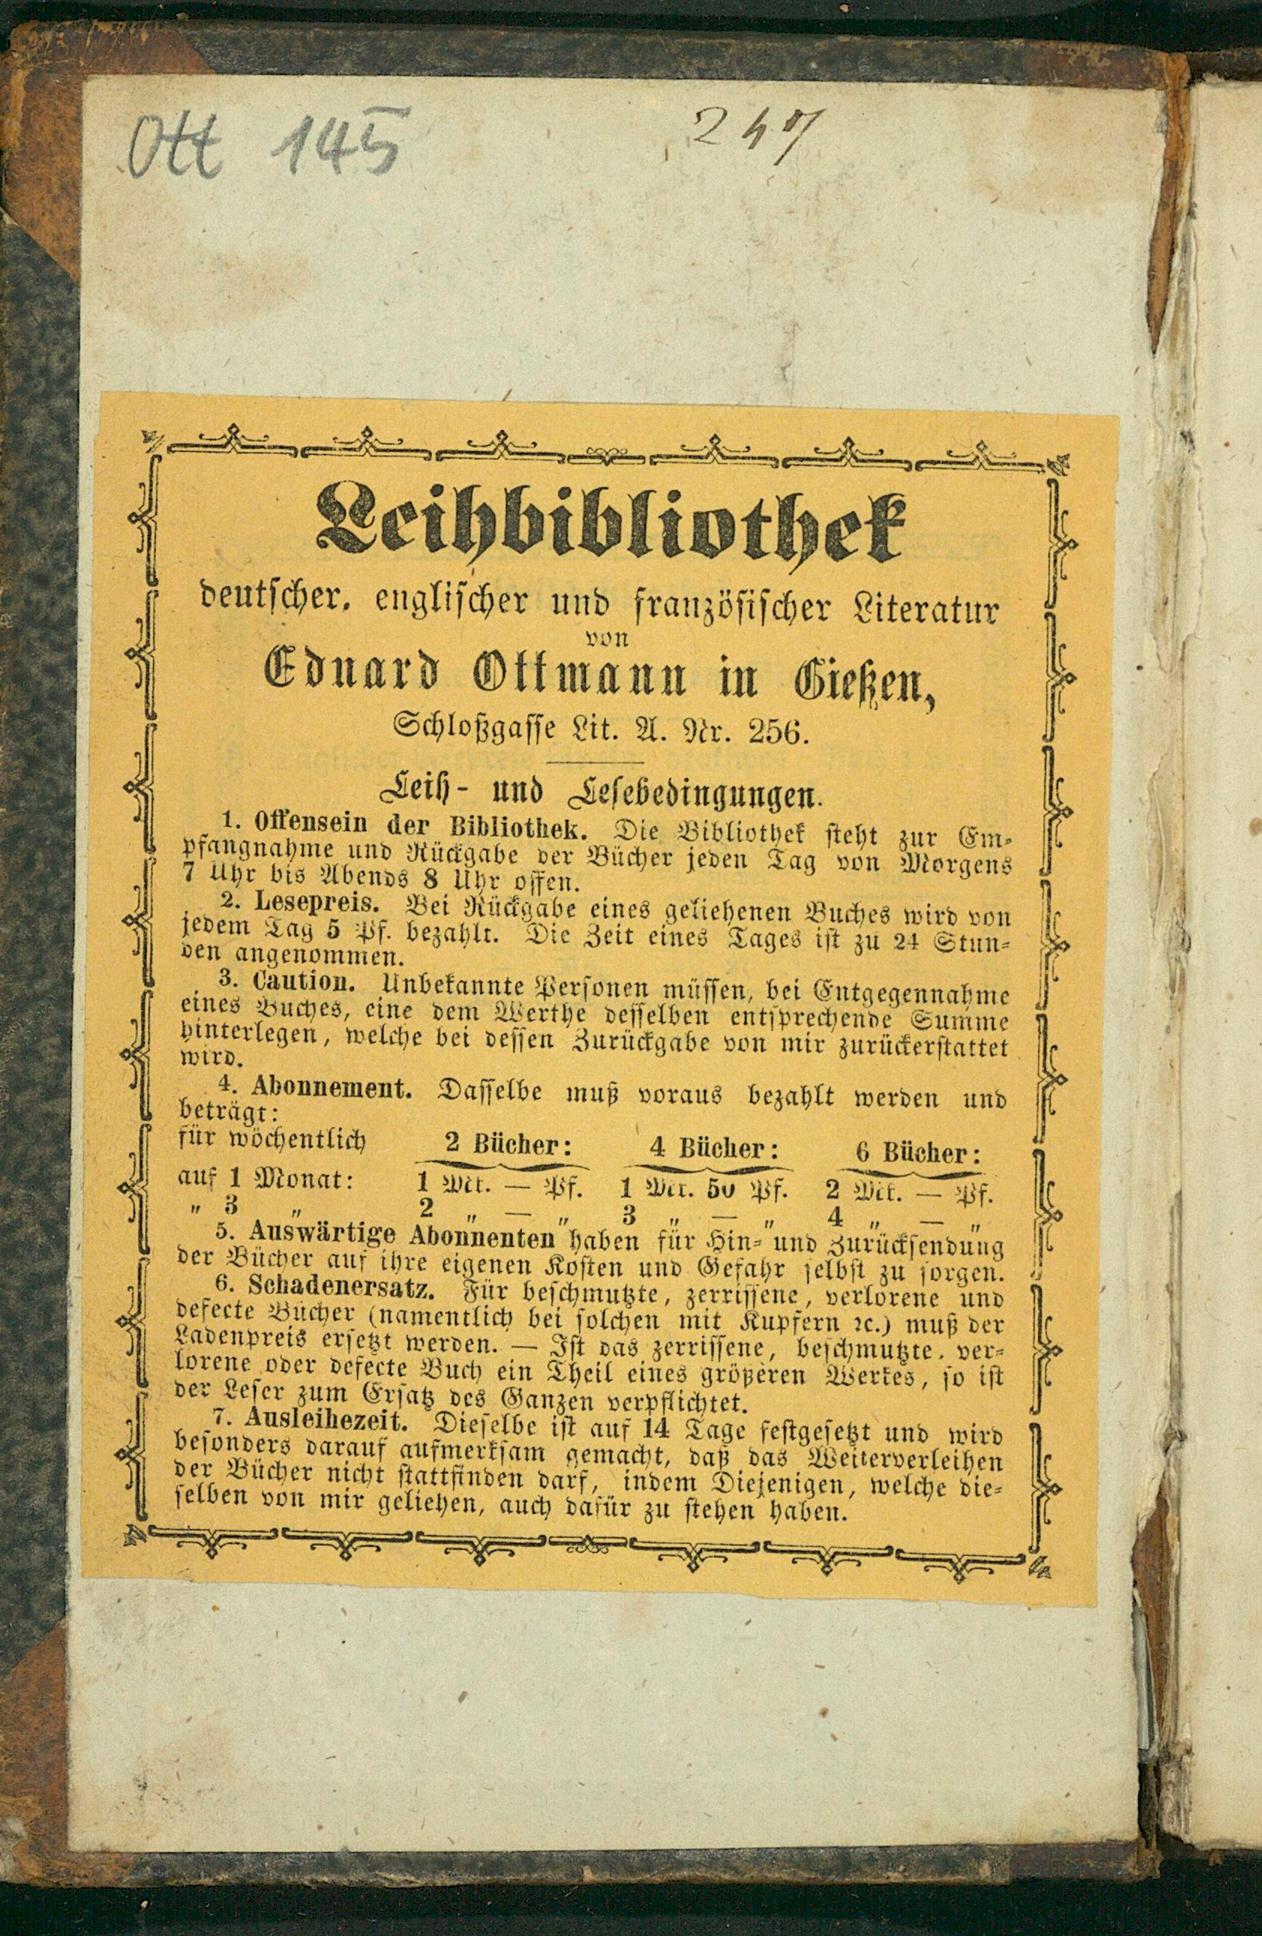 Ott 145
247
Leihbibliothek
deutscher, englischer und französischer Literatur
von
Eduard Ottmann in Gießen,
Schloßgasse Lit. A. Nr. 256.
Leih- und Lesebedingungen.
1. Offensein der Bibliothek. Die Bibliothek steht zur Em-
pfangnahme und Rückgabe der Bücher jeden Tag von Morgens
7 Uhr bis Abends 8 Uhr offen.
2. Lesepreis. Bei Rückgabe eines geliehenen Buches wird von
jedem Tag 5 Pf. bezahlt. Die Zeit eines Tages ist zu 24 Stun-
den angenommen.
3. Caution. Unbekannte Personen müssen, bei Entgegennahme
eines Buches, eine dem Werthe desselben entsprechende Summe
hinterlegen, welche bei dessen Zurückgabe von mir zurückerstattet
wird.
4. Abonnement. Dasselbe muß voraus bezahlt werden und
beträgt:
für wöchentlich 2 Bücher: 4 Bücher: 6 Bücher:
auf 1 Monat: 1 Mk. — Pf. 1 Mk. 50 Pf. 2 Mk. — Pf.
„ 3 „ 2 „ — „ 3 „ — „ 4 „ — „
5. Auswärtige Abonnenten haben für Hin- und Zurücksendung
der Bücher auf ihre eigenen Kosten und Gefahr selbst zu sorgen.
6. Schadenersatz. Für beschmutzte, zerrissene, verlorene und
defecte Bücher (namentlich bei solchen mit Kupfern ꝛc.) muß der
Ladenpreis ersetzt werden. — Ist das zerrissene, beschmutzte, ver-
lorene oder defecte Buch ein Theil eines größeren Werkes, so ist
der Leser zum Ersatz des Ganzen verpflichtet.
7. Ausleihezeit. Dieselbe ist auf 14 Tage festgesetzt und wird
besonders darauf aufmerksam gemacht, daß das Weiterverleihen
der Bücher nicht stattfinden darf, indem Diejenigen, welche die-
selben von mir geliehen, auch dafür zu stehen haben.